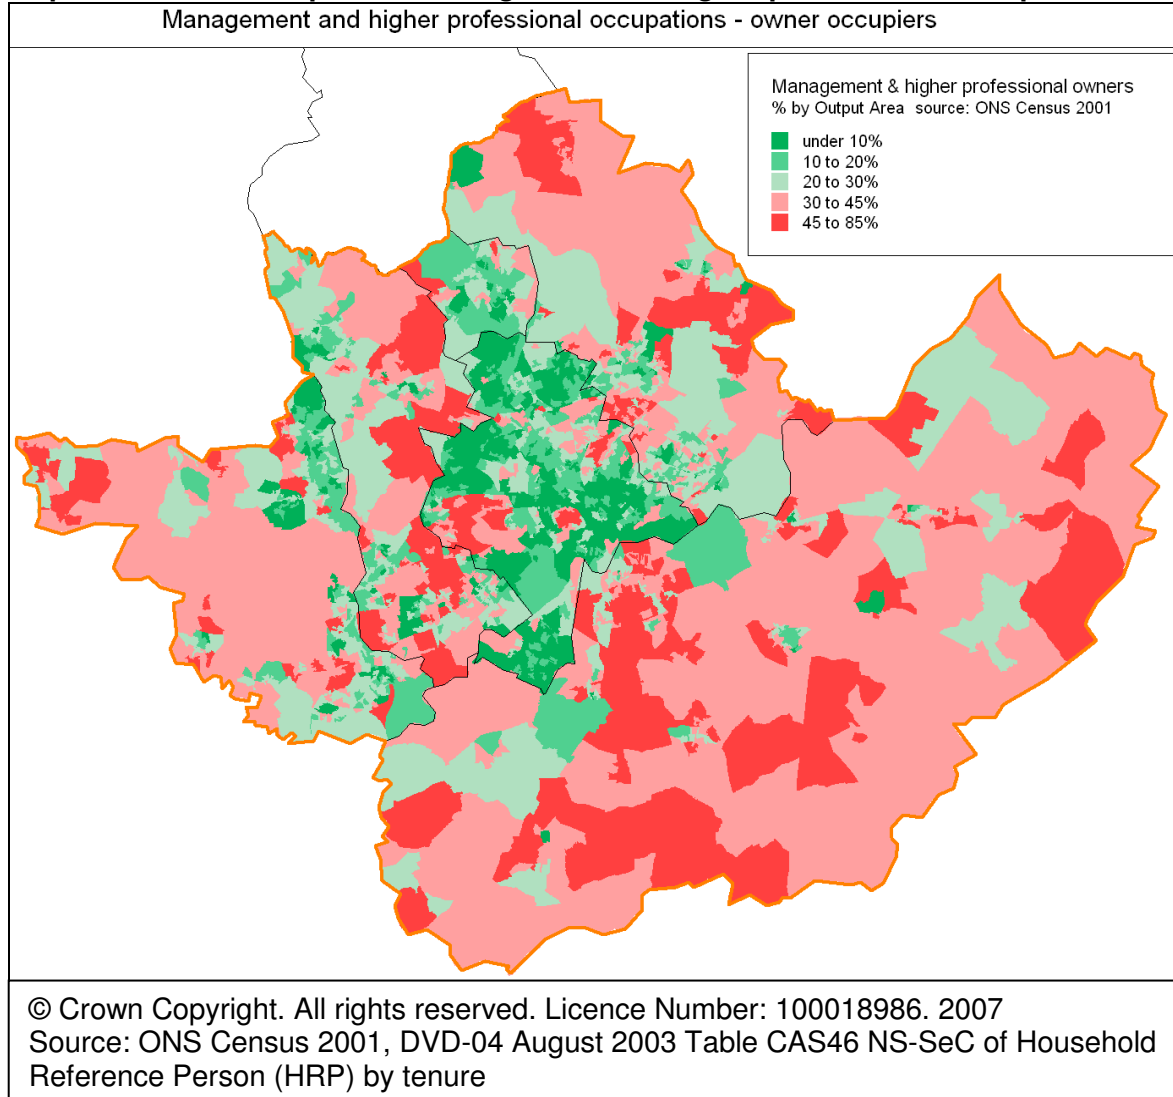 Management and higher professional occupations - owner occupiers
Management & higher professional owners
% by Output Area source: ONS Census 2001
under 10%
10 to 20%
20 to 30%
30 to 45%
45 to 85%
© Crown Copyright. All rights reserved. Licence Number: 100018986. 2007
Source: ONS Census 2001, DVD-04 August 2003 Table CAS46 NS-SeC of Household
Reference Person (HRP) by tenure